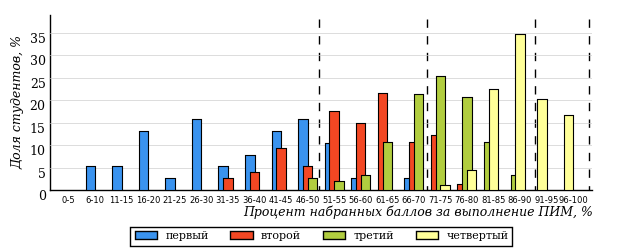 Доля студентов, %
35
30
25
20
15
10
5
0
0-5 6-10 11-15 16-20 21-25 26-30 31-35 36-40 41-45 46-50 51-55 56-60 61-65 66-70 71-75 76-80 81-85 86-90 91-95 96-100
Процент набранных баллов за выполнение ПИМ, %
первый второй третий четвертый